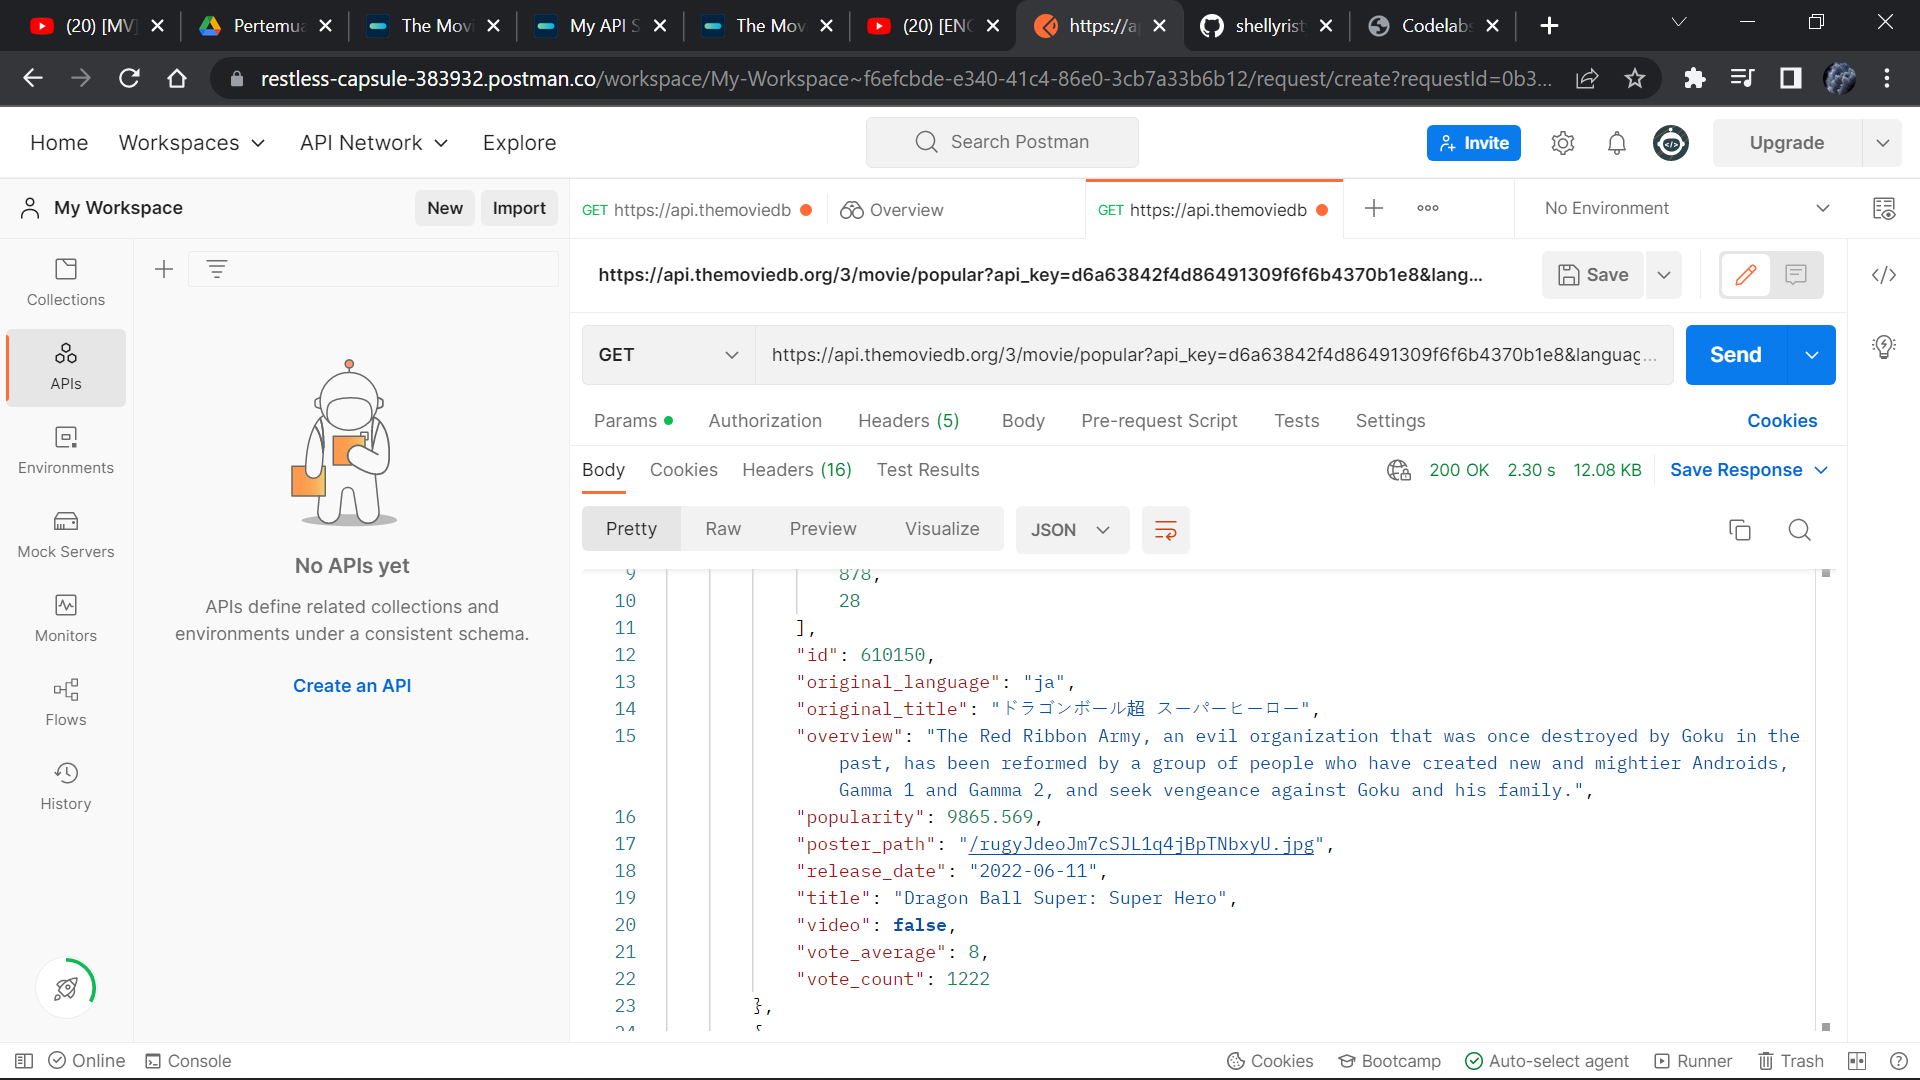 (20) [MV]
Pertemua
The Movi
My API S
The Mov
(20) [ENG
https://ap
shellyrist
Codelabs
restless-capsule-383932.postman.co/workspace/My-Workspace~f6efcbde-e340-41c4-86e0-3cb7a33b6b12/request/create?requestId=0b3...
Home
Workspaces
API Network
Explore
Search Postman
Invite
Upgrade
My Workspace
New
Import
GET https://api.themoviedb
Overview
GET https://api.themoviedb
No Environment
Collections
APIs
Environments
Mock Servers
Monitors
Flows
History
No APIs yet
APIs define related collections and
environments under a consistent schema.
Create an API
https://api.themoviedb.org/3/movie/popular?api_key=d6a63842f4d86491309f6f6b4370b1e8&lang...
Save
GET
https://api.themoviedb.org/3/movie/popular?api_key=d6a63842f4d86491309f6f6b4370b1e8&languag...
Send
Params
Authorization
Headers (5)
Body
Pre-request Script
Tests
Settings
Cookies
Body
Cookies
Headers (16)
Test Results
200 OK
2.30 s
12.08 KB
Save Response
Pretty
Raw
Preview
Visualize
JSON
9 878,
10 28
11 ],
12 "id": 610150,
13 "original_language": "ja",
14 "original_title": "ドラゴンボール超 スーパーヒーロー",
15 "overview": "The Red Ribbon Army, an evil organization that was once destroyed by Goku in the
past, has been reformed by a group of people who have created new and mightier Androids,
Gamma 1 and Gamma 2, and seek vengeance against Goku and his family.",
16 "popularity": 9865.569,
17 "poster_path": "/rugyJdeoJm7cSJL1q4jBpTNbxyU.jpg",
18 "release_date": "2022-06-11",
19 "title": "Dragon Ball Super: Super Hero",
20 "video": false,
21 "vote_average": 8,
22 "vote_count": 1222
23 },
24 {
Online
Console
Cookies
Bootcamp
Auto-select agent
Runner
Trash